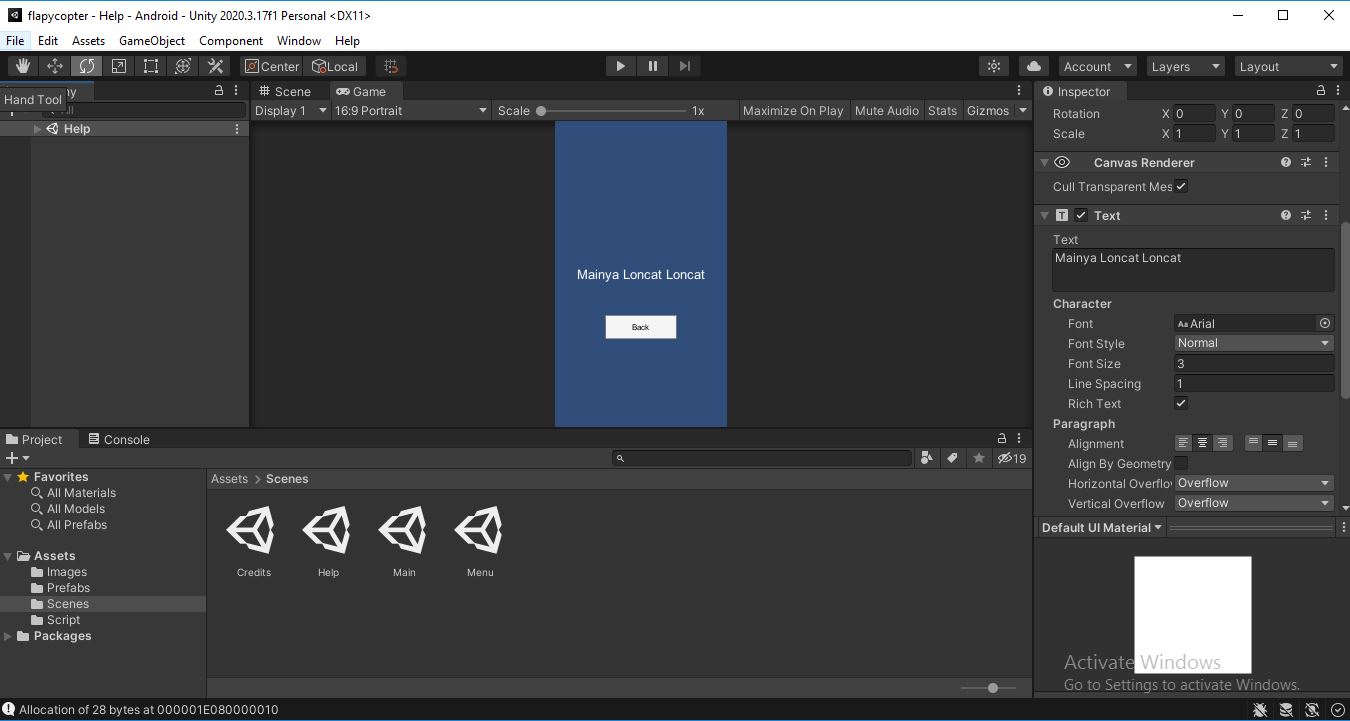 flapycopter - Help - Android - Unity 2020.3.17f1 Personal <DX11>
File Edit Assets GameObject Component Window Help
Center Local Account Layers Layout
Hand Tool
Scene Game
Inspector
Display 1 16:9 Portrait Scale 1x Maximize On Play Mute Audio Stats Gizmos
Help
Rotation X 0 Y 0 Z 0
Scale X 1 Y 1 Z 1
Canvas Renderer
Cull Transparent Mes
Text
Text
Mainya Loncat Loncat
Mainya Loncat Loncat
Back
Character
Font Aa Arial
Font Style Normal
Font Size 3
Line Spacing 1
Rich Text
Paragraph
Alignment
Align By Geometry
Horizontal Overflo Overflow
Vertical Overflow Overflow
Default UI Material
Project Console
19
Favorites
All Materials
All Models
All Prefabs
Assets
Images
Prefabs
Scenes
Script
Packages
Assets > Scenes
Credits Help Main Menu
Activate Windows
Go to Settings to activate Windows.
Allocation of 28 bytes at 000001E080000010